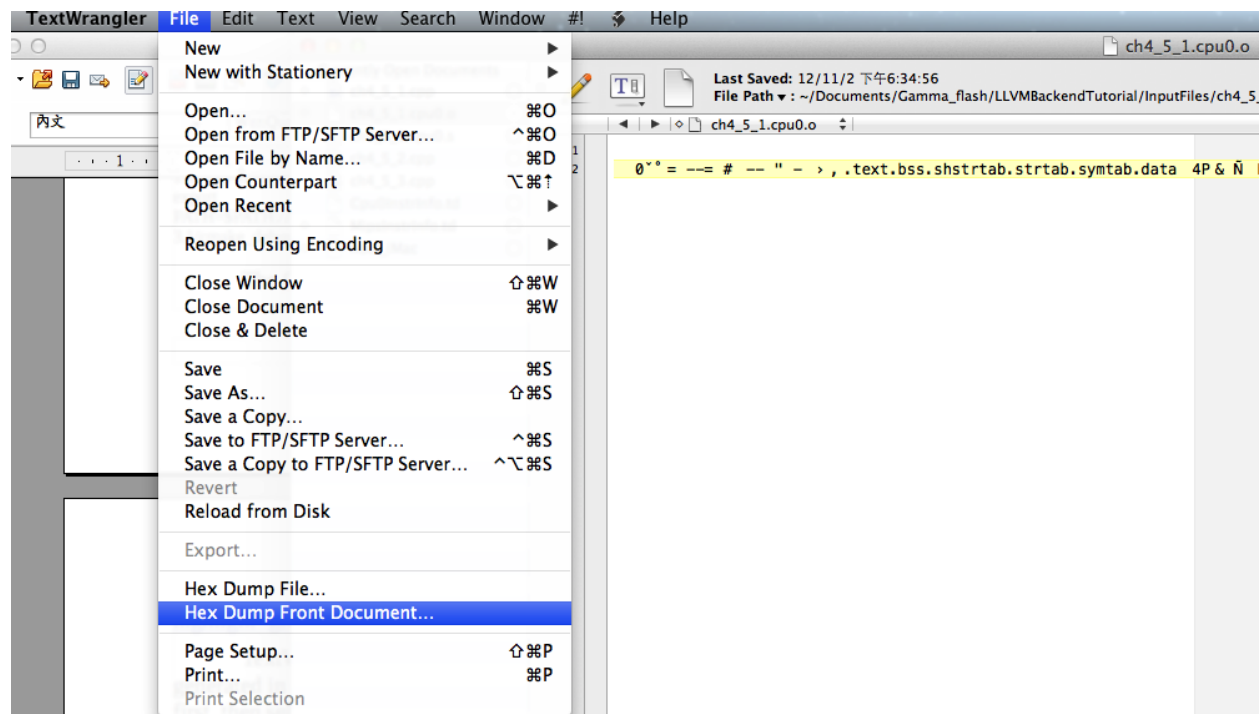 TextWrangler File Edit Text View Search Window #! Help
ch4_5_1.cpu0.o
Last Saved: 12/11/2 下午6:34:56
File Path ▾ : ~/Documents/Gamma_flash/LLVMBackendTutorial/InputFiles/ch4_5_
內文
ch4_5_1.cpu0.o
1
1
2
0ˇ°= --= # -- " - › , .text.bss.shstrtab.strtab.symtab.data 4P & Ñ
New ▶
New with Stationery ▶
Open... ⌘O
Open from FTP/SFTP Server... ^⌘O
Open File by Name... ⌘D
Open Counterpart ⌥⌘↑
Open Recent ▶
Reopen Using Encoding ▶
Close Window ⇧⌘W
Close Document ⌘W
Close & Delete
Save ⌘S
Save As... ⇧⌘S
Save a Copy...
Save to FTP/SFTP Server... ^⌘S
Save a Copy to FTP/SFTP Server... ^⌥⌘S
Revert
Reload from Disk
Export...
Hex Dump File...
Hex Dump Front Document...
Page Setup... ⇧⌘P
Print... ⌘P
Print Selection